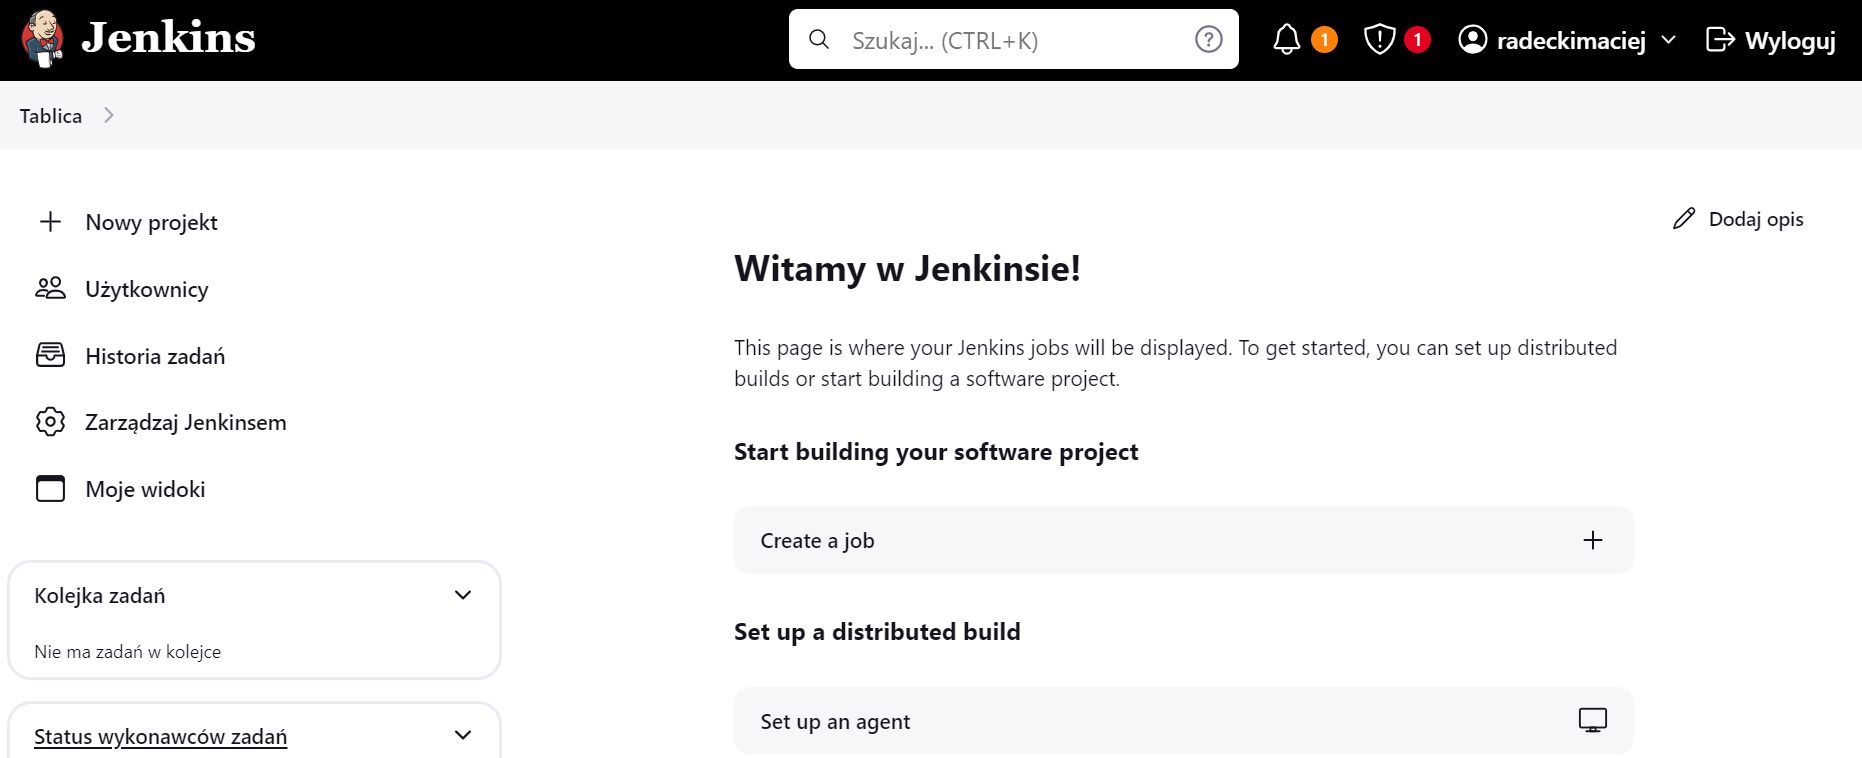 Jenkins
Szukaj... (CTRL+K)
?
1
1
radeckimaciej
Wyloguj
Tablica
Nowy projekt
Użytkownicy
Historia zadań
Zarządzaj Jenkinsem
Moje widoki
Kolejka zadań
Nie ma zadań w kolejce
Status wykonawców zadań
Dodaj opis
Witamy w Jenkinsie!
This page is where your Jenkins jobs will be displayed. To get started, you can set up distributed
builds or start building a software project.
Start building your software project
Create a job
Set up a distributed build
Set up an agent